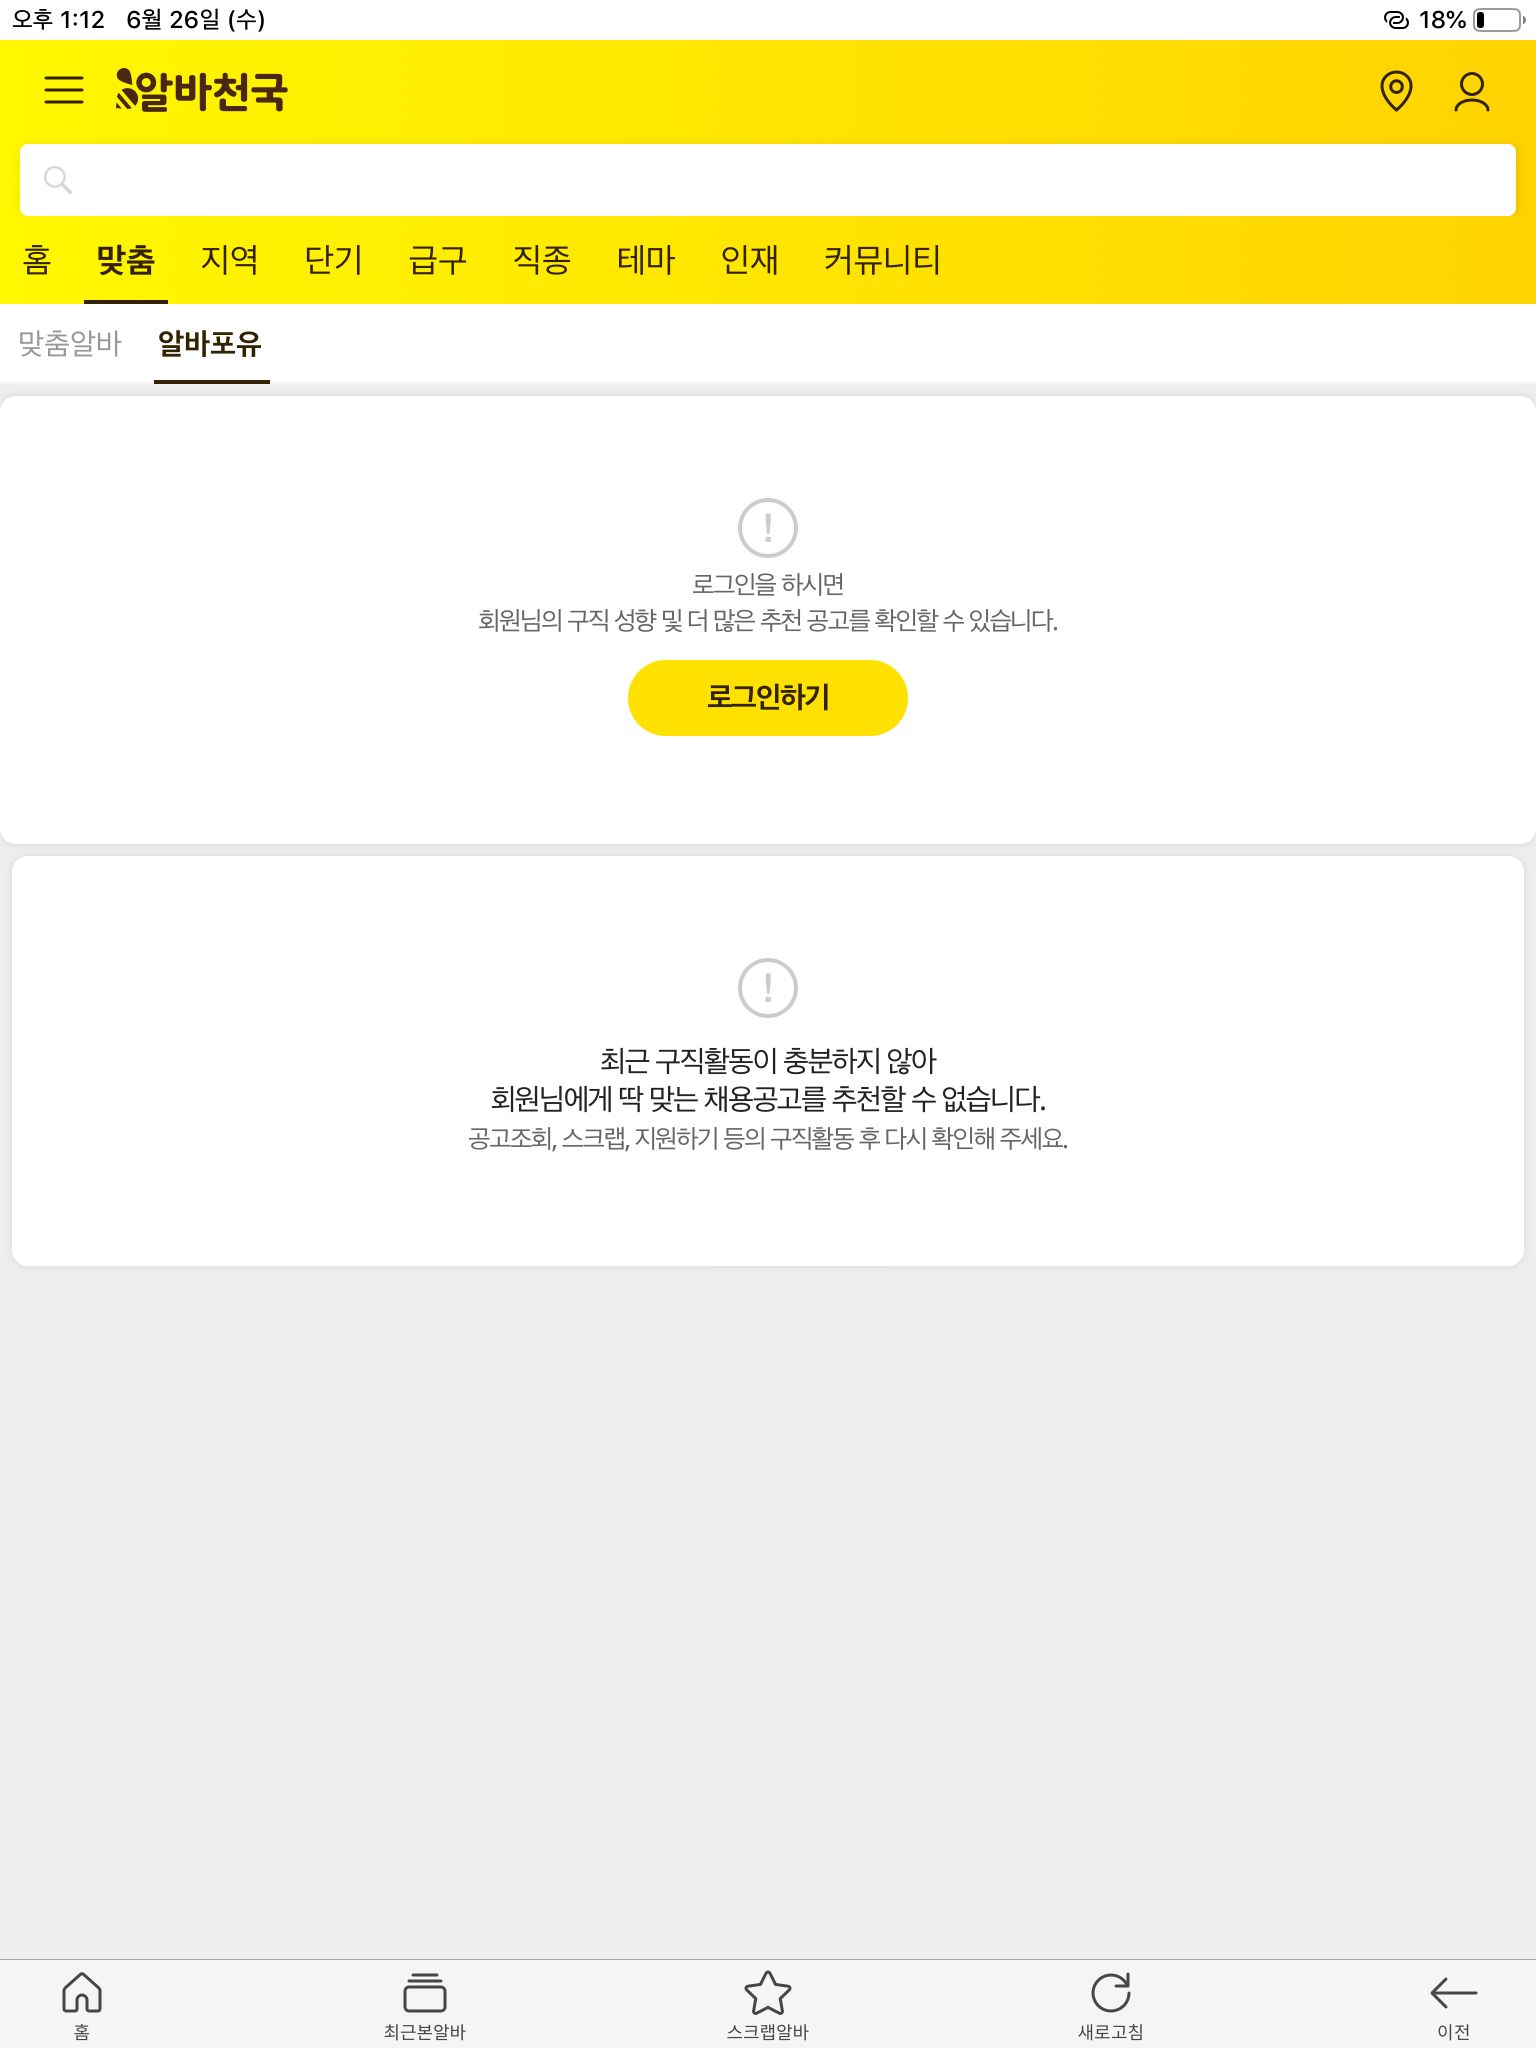 오후 1:12 6월 26일 (수) 18%
알바천국
홈 맞춤 지역 단기 급구 직종 테마 인재 커뮤니티
맞춤알바 알바포유
로그인을 하시면
회원님의 구직 성향 및 더 많은 추천 공고를 확인할 수 있습니다.
로그인하기
최근 구직활동이 충분하지 않아
회원님에게 딱 맞는 채용공고를 추천할 수 없습니다.
공고조회, 스크랩, 지원하기 등의 구직활동 후 다시 확인해 주세요.
홈 최근본알바 스크랩알바 새로고침 이전